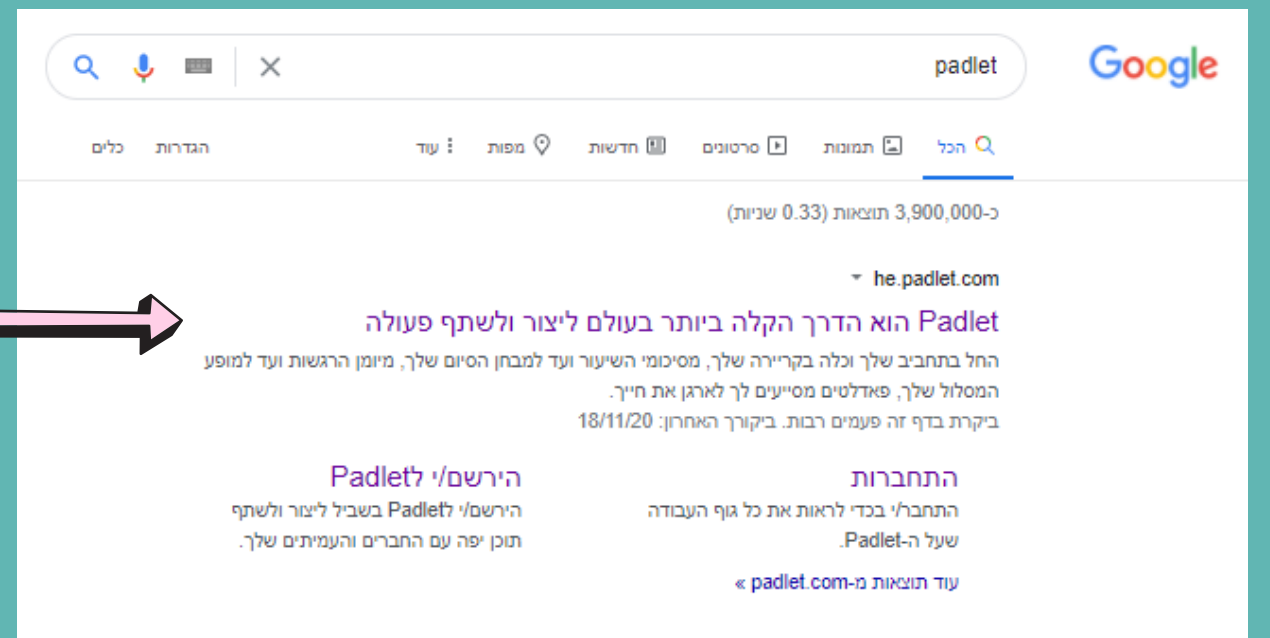 padlet
Google
הכל תמונות סרטונים חדשות מפות עוד הגדרות כלים
כ-3,900,000 תוצאות (0.33 שניות)
he.padlet.com
Padlet הוא הדרך הקלה ביותר בעולם ליצור ולשתף פעולה
החל בתחביב שלך וכלה בקריירה שלך, מסיכומי השיעור ועד למבחן הסיום שלך, מיומן הרגשות ועד למופע
המסלול שלך, פאדלטים מסייעים לך לארגן את חייך.
ביקרת בדף זה פעמים רבות. ביקורך האחרון: 18/11/20
התחברות
התחבר/י בכדי לראות את כל גוף העבודה
שעל ה-Padlet.
הירשם/י לPadlet
הירשם/י לPadlet בשביל ליצור ולשתף
תוכן יפה עם החברים והעמיתים שלך.
עוד תוצאות מ-padlet.com »